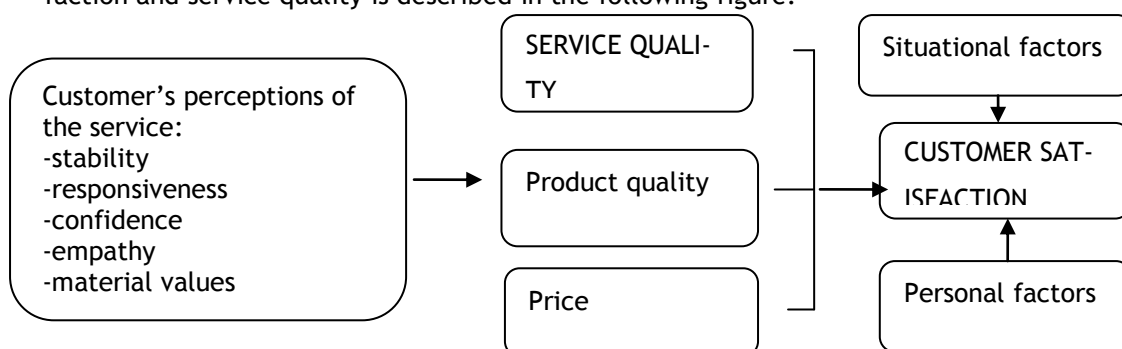 faction and service quality is described in the following figure:
Customer's perceptions of
the service:
-stability
-responsiveness
-confidence
-empathy
-material values
SERVICE QUALI-
TY
Product quality
Price
Situational factors
CUSTOMER SAT-
ISFACTION
Personal factors